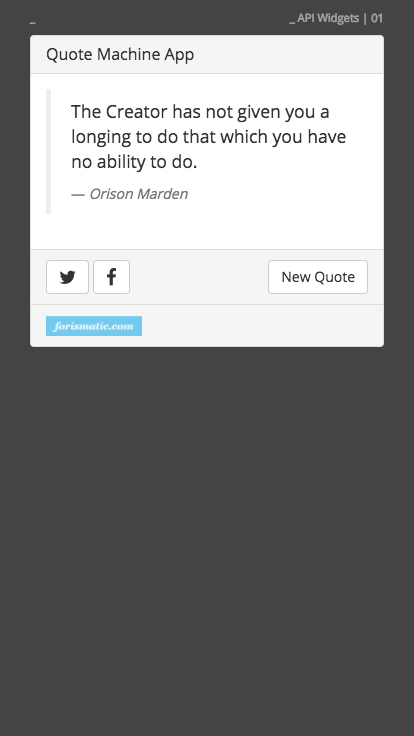 _
_ API Widgets | 01
Quote Machine App
The Creator has not given you a
longing to do that which you have
no ability to do.
— Orison Marden
New Quote
forismatic.com